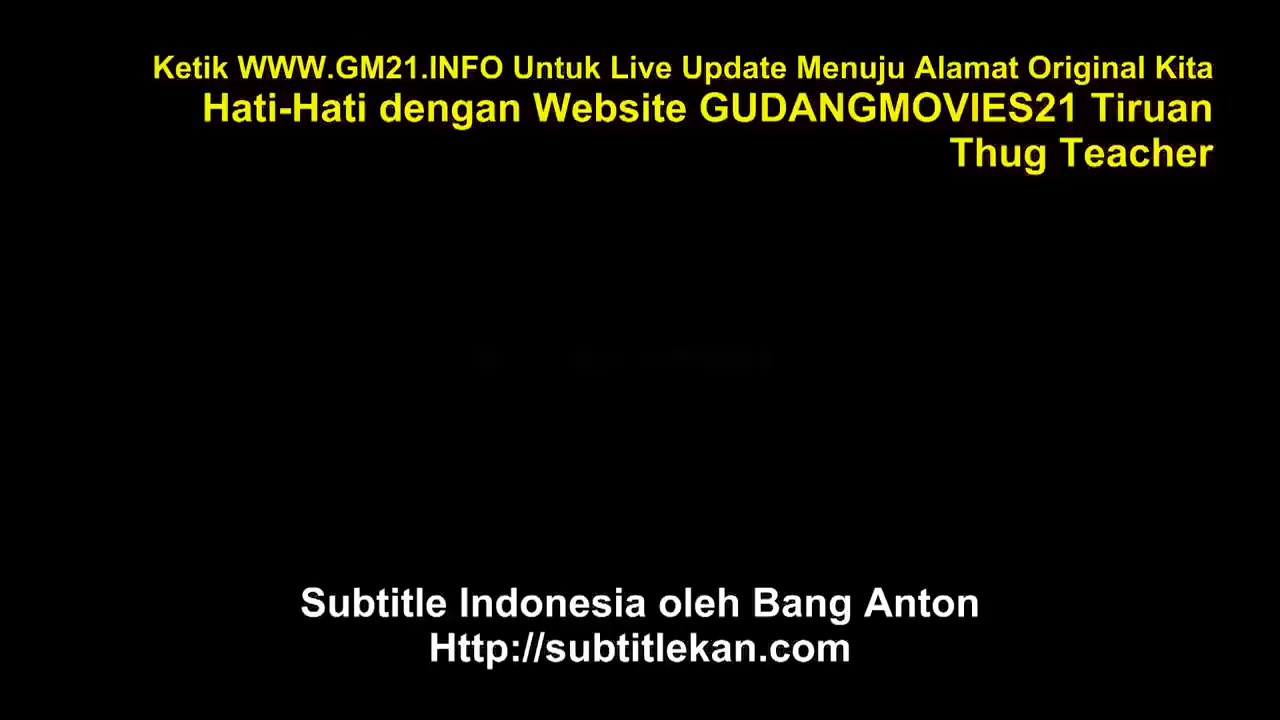 Ketik WWW.GM21.INFO Untuk Live Update Menuju Alamat Original Kita
Hati-Hati dengan Website GUDANGMOVIES21 Tiruan
Thug Teacher
Subtitle Indonesia oleh Bang Anton
Http://subtitlekan.com